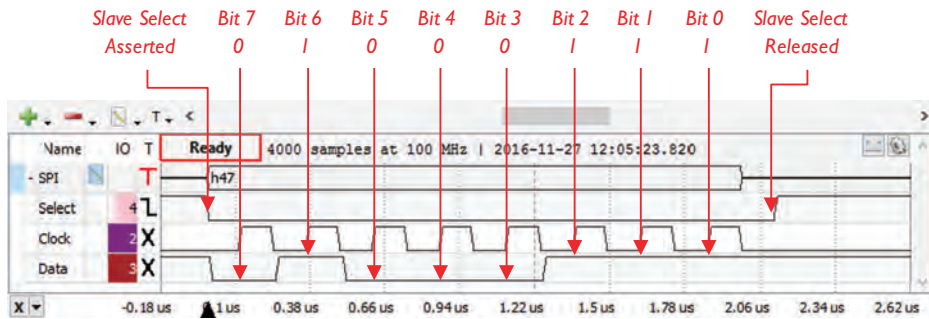 Slave Select Bit 7 Bit 6 Bit 5 Bit 4 Bit 3 Bit 2 Bit 1 Bit 0 Slave Select
Asserted 0 1 0 0 0 1 1 1 Released
T
Name IO T Ready 4000 samples at 100 MHz | 2016-11-27 12:05:23.820
- SPI T h47
Select 4
Clock 2 X
Data 3 X
X -0.18 us 0.1 us 0.38 us 0.66 us 0.94 us 1.22 us 1.5 us 1.78 us 2.06 us 2.34 us 2.62 us